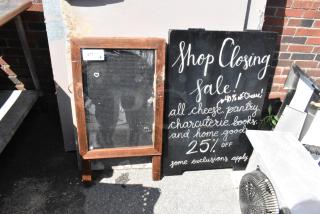 Shop Closing
Sale!
all cheese, pantry,
charcuterie, books,
and home goods
25% OFF
some exclusions apply